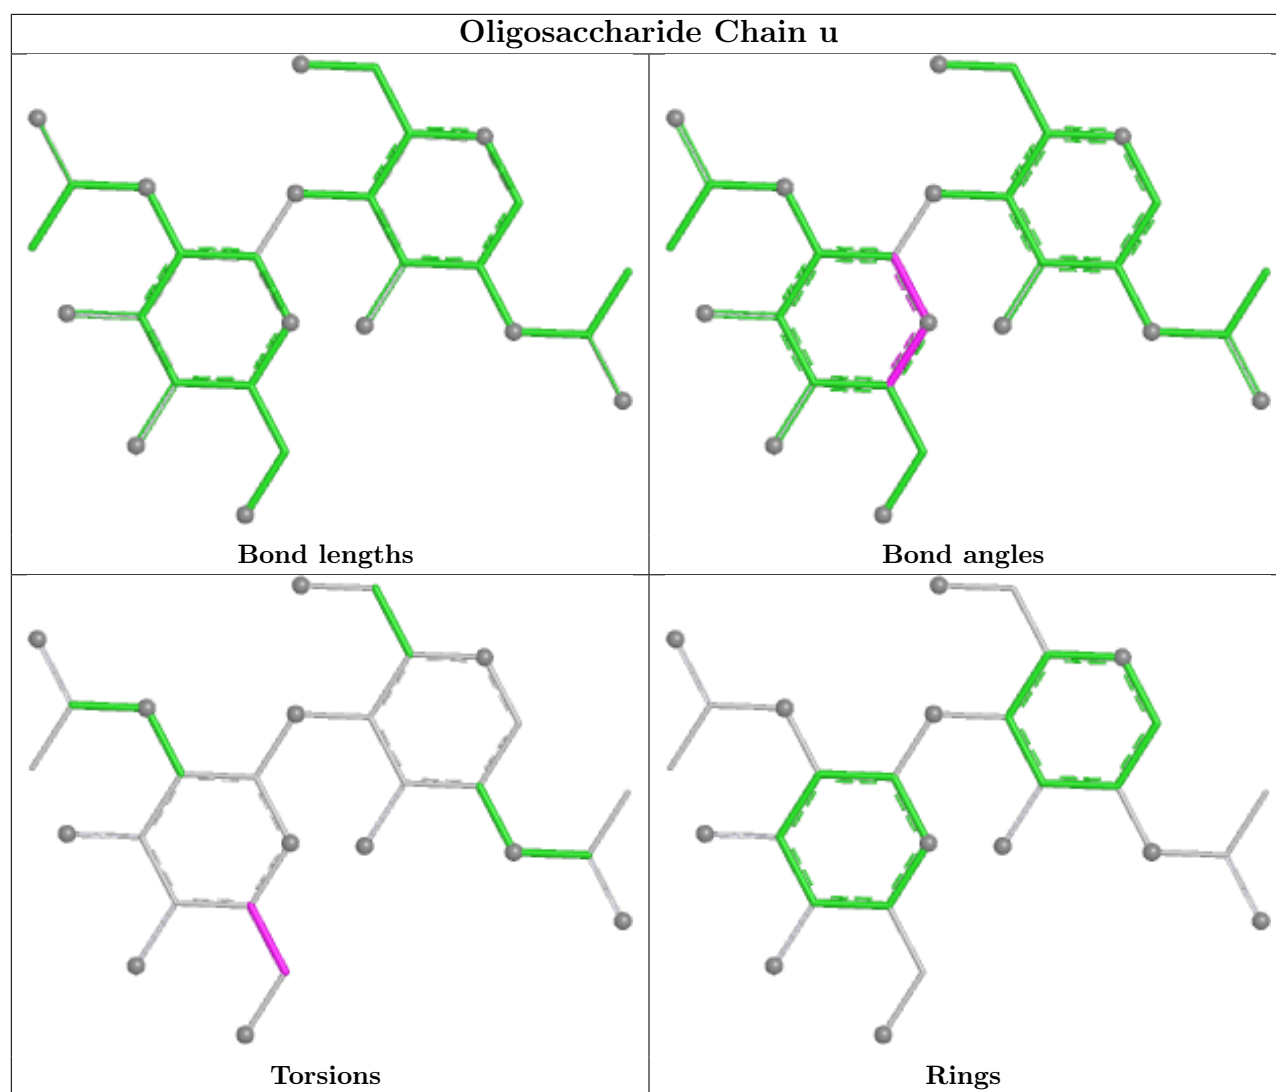 Oligosaccharide Chain u
Bond lengths
Bond angles
Torsions
Rings